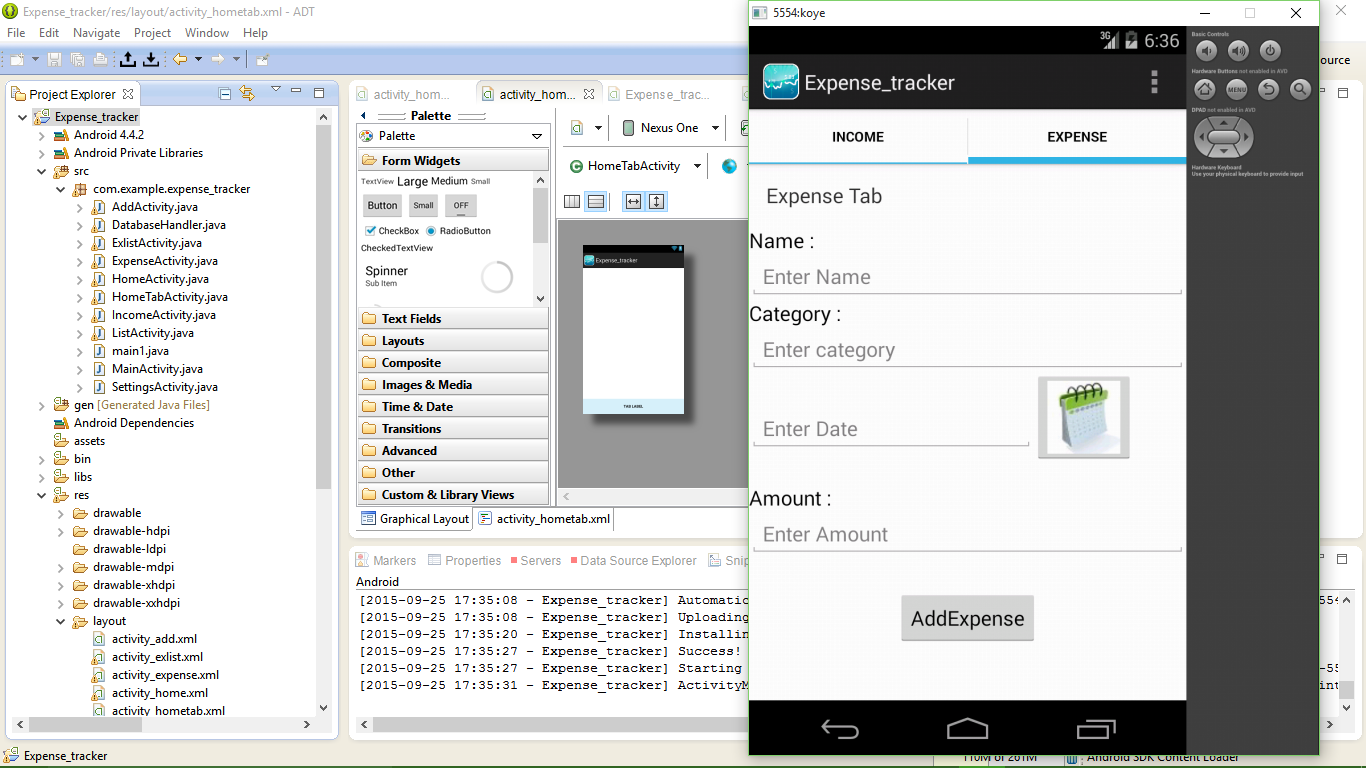 Expense_tracker/res/layout/activity_hometab.xml - ADT
File Edit Navigate Project Window Help
Project Explorer
Expense_tracker
Android 4.4.2
Android Private Libraries
src
com.example.expense_tracker
AddActivity.java
DatabaseHandler.java
ExlistActivity.java
ExpenseActivity.java
HomeActivity.java
HomeTabActivity.java
IncomeActivity.java
ListActivity.java
main1.java
MainActivity.java
SettingsActivity.java
gen [Generated Java Files]
Android Dependencies
assets
bin
libs
res
drawable
drawable-hdpi
drawable-ldpi
drawable-mdpi
drawable-xhdpi
drawable-xxhdpi
layout
activity_add.xml
activity_exlist.xml
activity_expense.xml
activity_home.xml
activity_hometab.xml
Expense_tracker
activity_hom...
activity_hom...
Expense_trac...
Palette
Palette
Form Widgets
TextView Large Medium Small
Button Small OFF
CheckBox RadioButton
CheckedTextView
Spinner
Sub Item
Text Fields
Layouts
Composite
Images & Media
Time & Date
Transitions
Advanced
Other
Custom & Library Views
Graphical Layout activity_hometab.xml
Nexus One
HomeTabActivity
Expense_tracker
TAB LABEL
Markers Properties Servers Data Source Explorer Snip
Android
[2015-09-25 17:35:08 - Expense_tracker] Automatic
[2015-09-25 17:35:08 - Expense_tracker] Uploading
[2015-09-25 17:35:20 - Expense_tracker] Installin
[2015-09-25 17:35:27 - Expense_tracker] Success!
[2015-09-25 17:35:27 - Expense_tracker] Starting
[2015-09-25 17:35:31 - Expense_tracker] ActivityM
5554:koye
3G 6:36
Expense_tracker
INCOME EXPENSE
Expense Tab
Name :
Enter Name
Category :
Enter category
Enter Date
Amount :
Enter Amount
AddExpense
Basic Controls
Hardware Buttons not enabled in AVD
MENU
DPAD not enabled in AVD
Hardware Keyboard
Use your physical keyboard to provide input
ource
554
-55
int
110M of 261M
Android SDK Content Loader